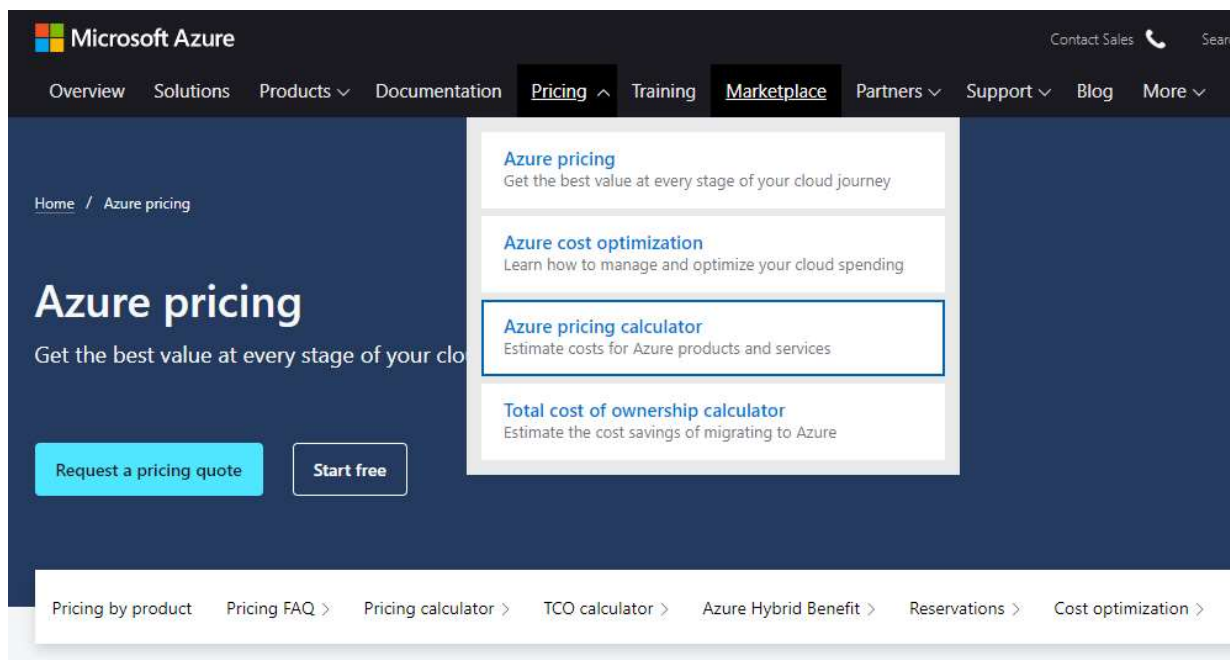 Microsoft Azure
Contact Sales
Overview Solutions Products Documentation Pricing Training Marketplace Partners Support Blog More
Azure pricing
Get the best value at every stage of your cloud journey
Azure cost optimization
Learn how to manage and optimize your cloud spending
Azure pricing calculator
Estimate costs for Azure products and services
Total cost of ownership calculator
Estimate the cost savings of migrating to Azure
Home / Azure pricing
Azure pricing
Get the best value at every stage of your
Request a pricing quote Start free
Pricing by product Pricing FAQ > Pricing calculator > TCO calculator > Azure Hybrid Benefit > Reservations > Cost optimization >